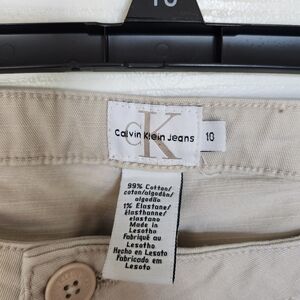 10
CK
Calvin Klein Jeans
10
99% Cotton/
coton/algodón/
algodão
1% Elastane/
élasthanne/
elastano
Made in
Lesotho
Fabriqué au
Lesotho
Hecho en Lesoto
Fabricado em
Lesoto